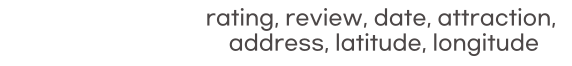 rating, review, date, attraction,
address, latitude, longitude